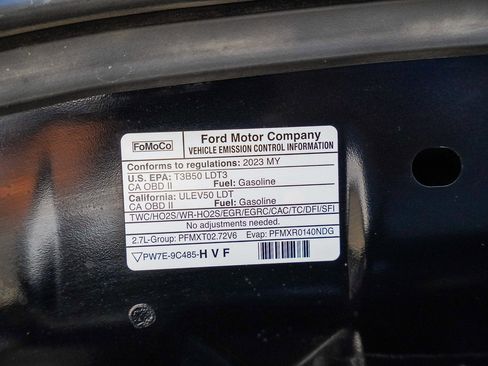 FoMoCo
Ford Motor Company
VEHICLE EMISSION CONTROL INFORMATION
Conforms to regulations: 2023 MY
U.S. EPA: T3B50 LDT3
CA OBD II Fuel: Gasoline
California: ULEV50 LDT
CA OBD II Fuel: Gasoline
TWC/HO2S/WR-HO2S/EGR/EGRC/CAC/TC/DFI/SFI
No adjustments needed.
2.7L-Group: PFMXT02.72V6 Evap: PFMXR0140NDG
▽PW7E-9C485-HVF